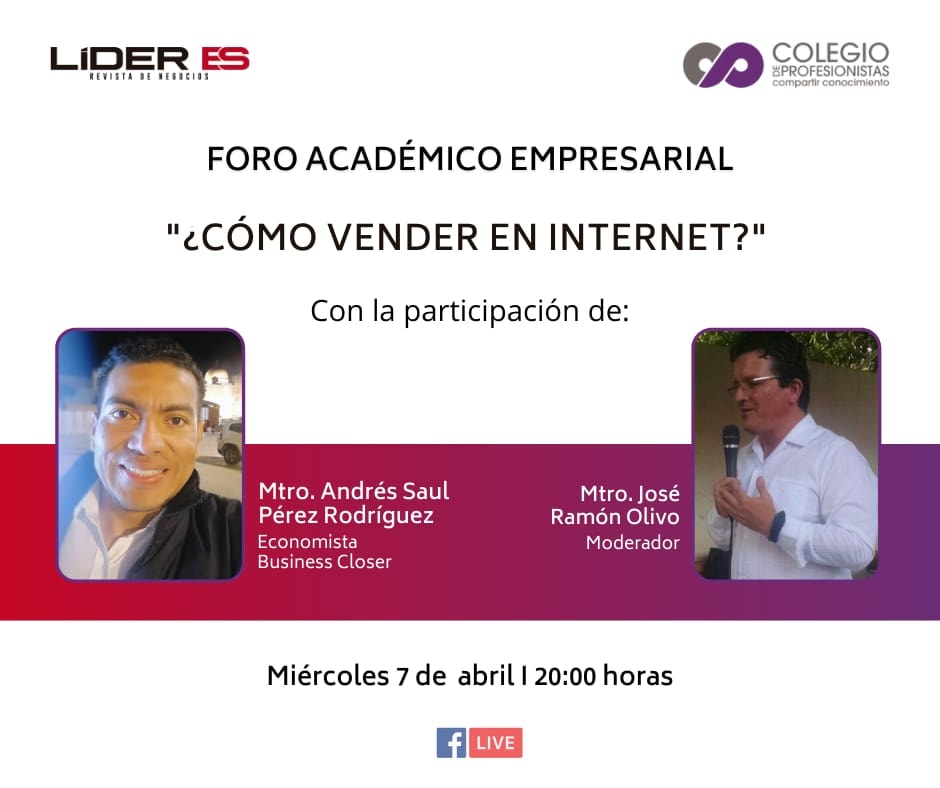 LÍDER ES
REVISTA DE NEGOCIOS
COLEGIO
DE PROFESIONISTAS
compartir conocimiento
FORO ACADÉMICO EMPRESARIAL
"¿CÓMO VENDER EN INTERNET?"
Con la participación de:
Mtro. Andrés Saul
Pérez Rodríguez
Economista
Business Closer
Mtro. José
Ramón Olivo
Moderador
Miércoles 7 de abril I 20:00 horas
f LIVE